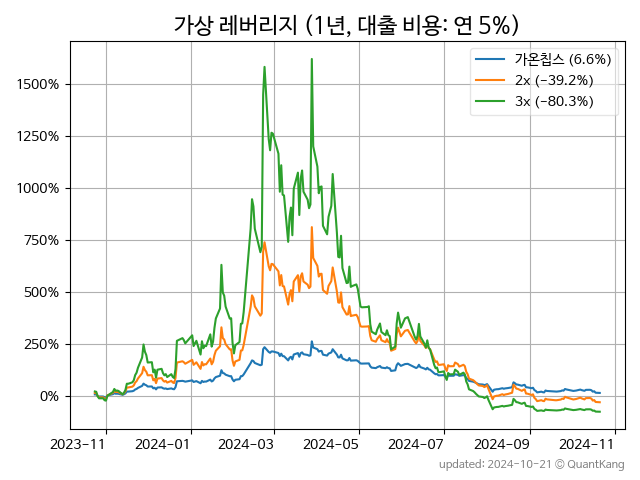 가상 레버리지 (1년, 대출 비용: 연 5%)
가온칩스 (6.6%)
2x (−39.2%)
3x (−80.3%)
1500%
1250%
1000%
750%
500%
250%
0%
2023-11 2024-01 2024-03 2024-05 2024-07 2024-09 2024-11
updated: 2024-10-21 © QuantKang